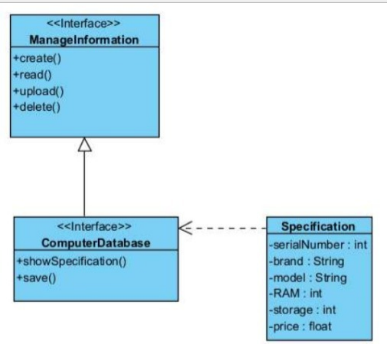 <<Interface>>
ManageInformation
+create()
+read()
+upload()
+delete()
<<Interface>>
ComputerDatabase
+showSpecification()
+save()
Specification
-serialNumber : int
-brand : String
-model : String
-RAM : int
-storage : int
-price : float